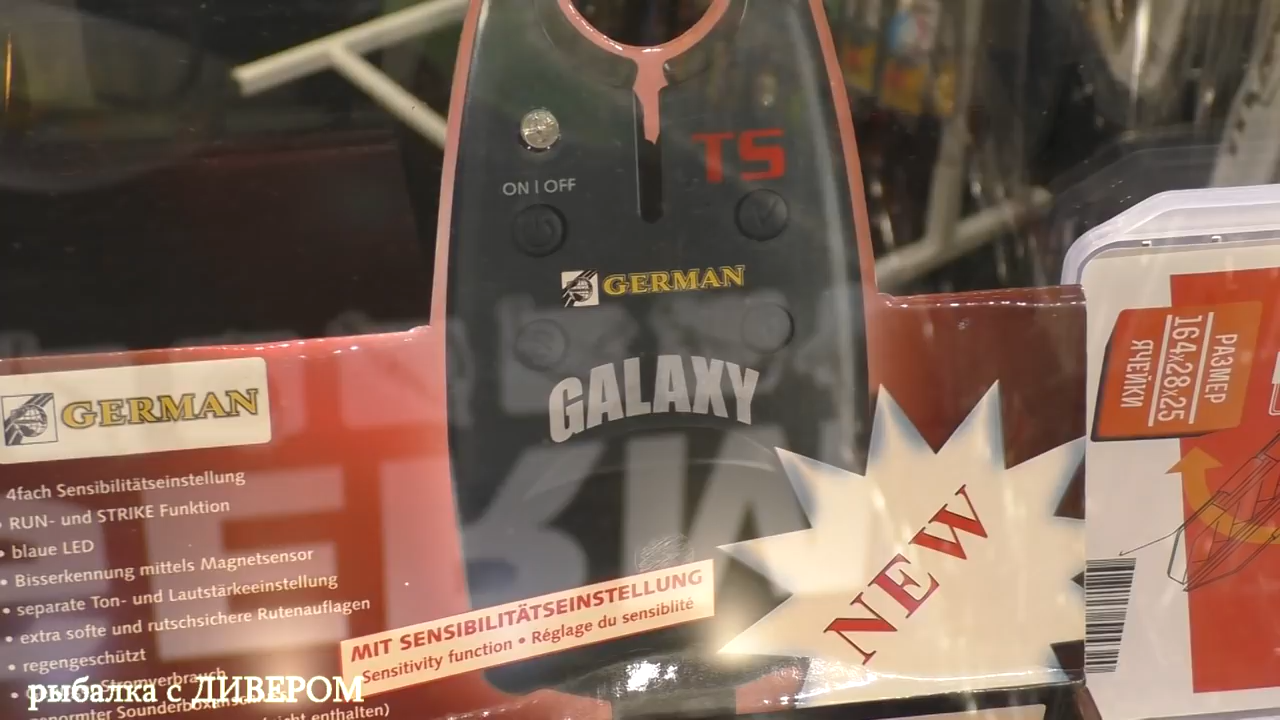 TS
ON | OFF
GERMAN
GALAXY
GERMAN
4fach Sensibilitätseinstellung
• RUN- und STRIKE Funktion
• blaue LED
• Bisserkennung mittels Magnetsensor
• separate Ton- und Lautstärkeeinstellung
• extra softe und rutschsichere Rutenauflagen
• regengeschützt
Stromverbrauch
enthalten)
MIT SENSIBILITÄTSEINSTELLUNG
Sensitivity function • Réglage du sensiblité
NEW
РАЗМЕР
164x28x25
ЯЧЕЙКИ
рыбалка с ДИВЕРОМ